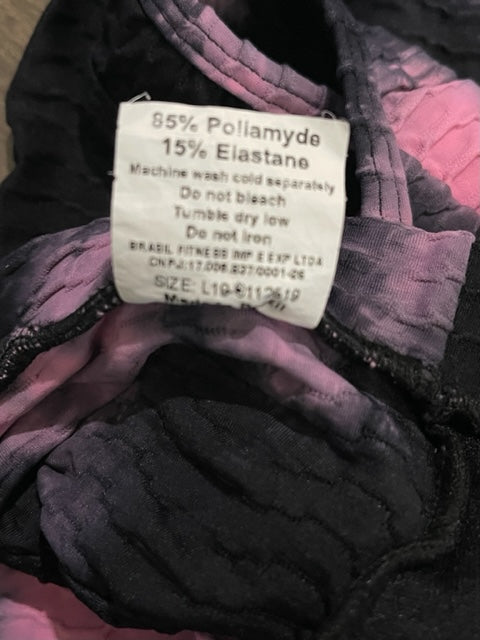 85% Poliamyde
15% Elastane
Machine wash cold separately
Do not bleach
Tumble dry low
Do not iron
BRASIL FITNESS IMP E EXP LTDA
CNPJ:17.006.837/0001-26
SIZE: L19
Made